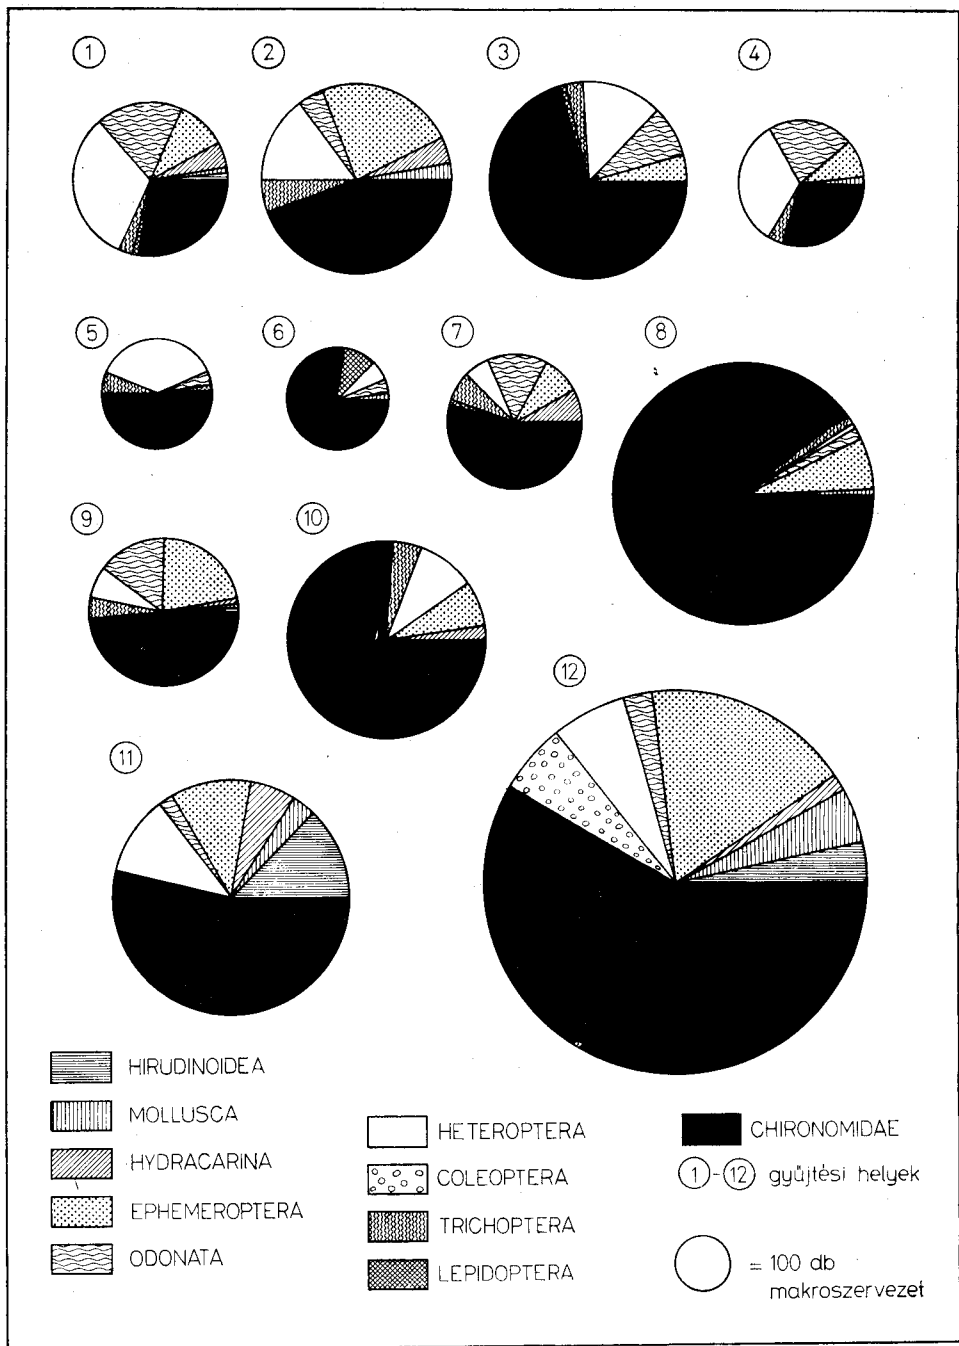 1 2 3 4
5 6 7 8
9 10 12
11
HIRUDINOIDEA
MOLLUSCA
HYDRACARINA
EPHEMEROPTERA
ODONATA
HETEROPTERA
COLEOPTERA
TRICHOPTERA
LEPIDOPTERA
CHIRONOMIDAE
1-12 gyűjtési helyek
= 100 db
makroszervezet